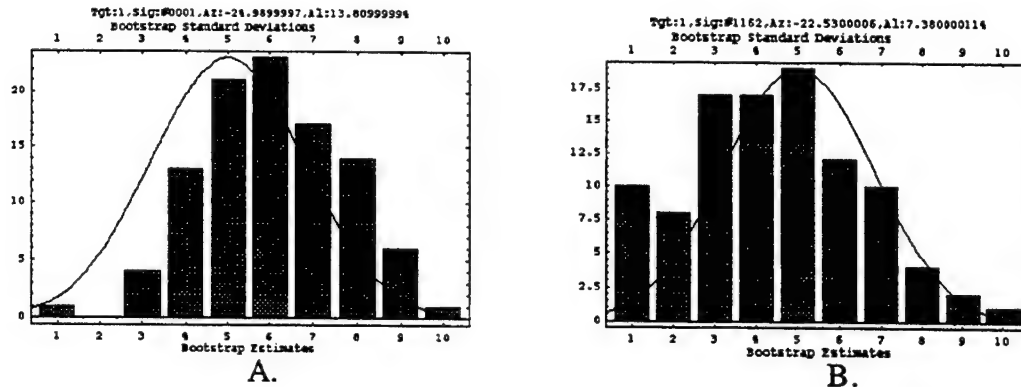 Tgt:1,Sig:#0001,Az:-24.9899997,Al:13.8099999%
Bootstrap Standard Deviations
1 2 3 4 5 6 7 8 9 10
20
15
10
5
0
1 2 3 4 5 6 7 8 9 10
Bootstrap Estimates
A.
Tgt:1,Sig:#1162,Az:-22.5300006,Al:7.380000114
Bootstrap Standard Deviations
1 2 3 4 5 6 7 8 9 10
17.5
15
12.5
10
7.5
5
2.5
0
1 2 3 4 5 6 7 8 9 10
Bootstrap Estimates
B.